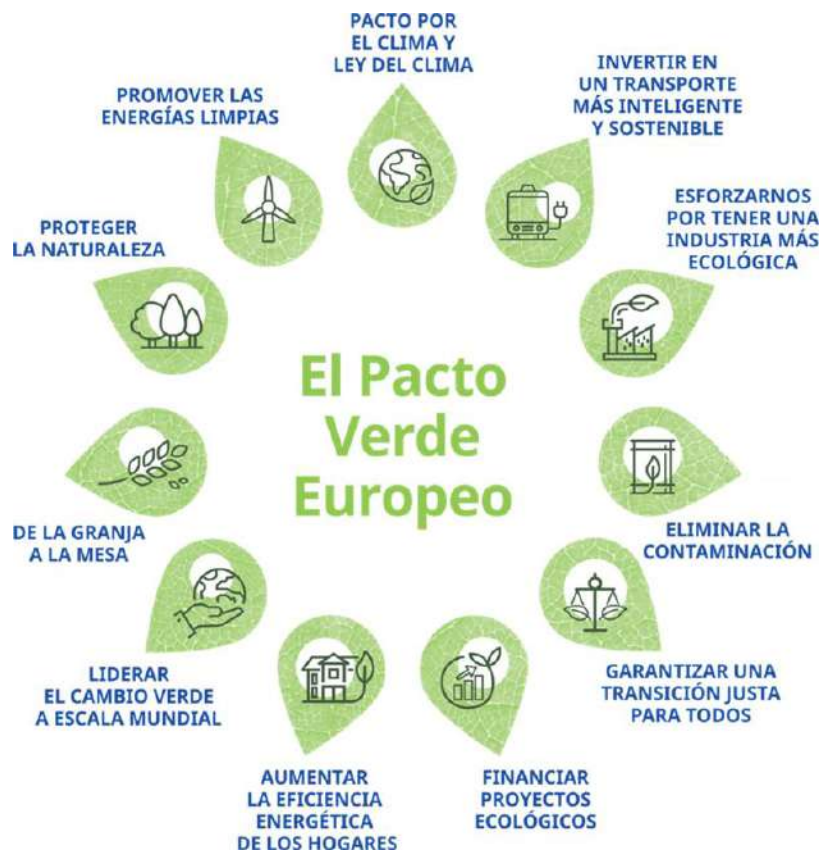 PACTO POR
EL CLIMA Y
LEY DEL CLIMA
INVERTIR EN
UN TRANSPORTE
MÁS INTELIGENTE
Y SOSTENIBLE
ESFORZARNOS
POR TENER UNA
INDUSTRIA MÁS
ECOLÓGICA
ELIMINAR LA
CONTAMINACIÓN
GARANTIZAR UNA
TRANSICIÓN JUSTA
PARA TODOS
FINANCIAR
PROYECTOS
ECOLÓGICOS
AUMENTAR
LA EFICIENCIA
ENERGÉTICA
DE LOS HOGARES
LIDERAR
EL CAMBIO VERDE
A ESCALA MUNDIAL
DE LA GRANJA
A LA MESA
PROTEGER
LA NATURALEZA
PROMOVER LAS
ENERGÍAS LIMPIAS
El Pacto
Verde
Europeo